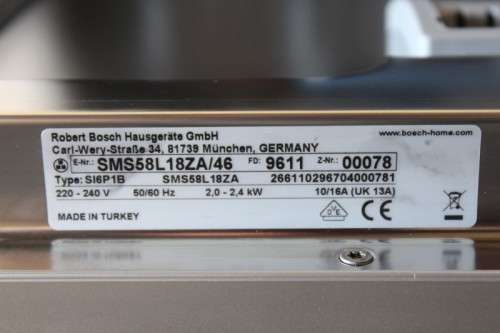 Robert Bosch Hausgeräte GmbH www.bosch-home.com
Carl-Wery-Straße 34, 81739 München, GERMANY
E-Nr.: SMS58L18ZA/46 FD: 9611 Z-Nr.: 00078
Type: SI6P1B SMS58L18ZA 266110296704000781
220 - 240 V 50/60 Hz 2,0 - 2,4 kW 10/16A (UK 13A)
MADE IN TURKEY CE